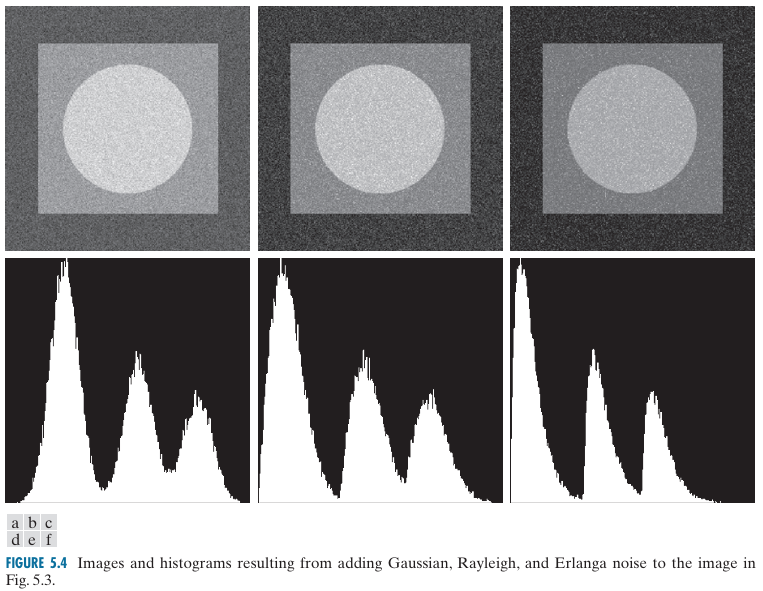 a b c
d e f
FIGURE 5.4 Images and histograms resulting from adding Gaussian, Rayleigh, and Erlanga noise to the image in
Fig. 5.3.